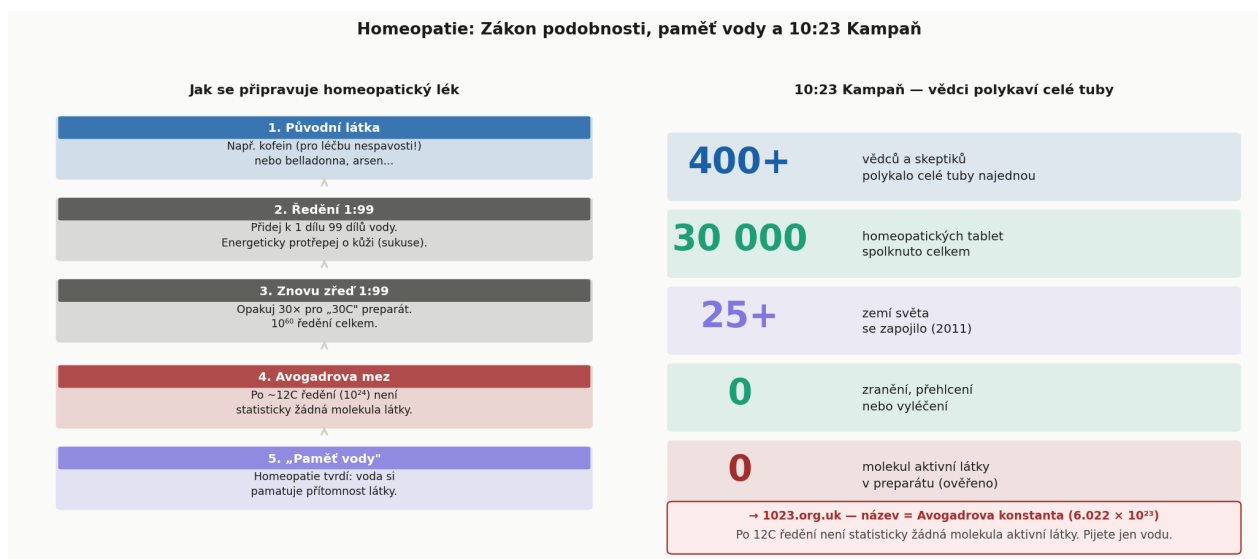 Homeopatie: Zákon podobnosti, paměť vody a 10:23 Kampaň
Jak se připravuje homeopatický lék
1. Původní látka
Např. kofein (pro léčbu nespavosti!)
nebo belladonna, arsen...
2. Ředění 1:99
Přidej k 1 dílu 99 dílů vody.
Energeticky protřepej o kůži (sukuse).
3. Znovu zřeď 1:99
Opakuj 30× pro „30C" preparát.
10⁶⁰ ředění celkem.
4. Avogadrova mez
Po ~12C ředění (10²⁴) není
statisticky žádná molekula látky.
5. „Paměť vody"
Homeopatie tvrdí: voda si
pamatuje přítomnost látky.
10:23 Kampaň — vědci polykaví celé tuby
400+
vědců a skeptiků
polykalo celé tuby najednou
30 000
homeopatických tablet
spolknuto celkem
25+
zemí světa
se zapojilo (2011)
0
zranění, přehlcení
nebo vyléčení
0
molekul aktivní látky
v preparátu (ověřeno)
→ 1023.org.uk — název = Avogadrova konstanta (6.022 × 10²³)
Po 12C ředění není statisticky žádná molekula aktivní látky. Pijete jen vodu.